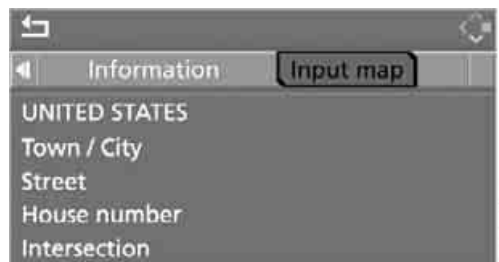 Information Input map
UNITED STATES
Town / City
Street
House number
Intersection